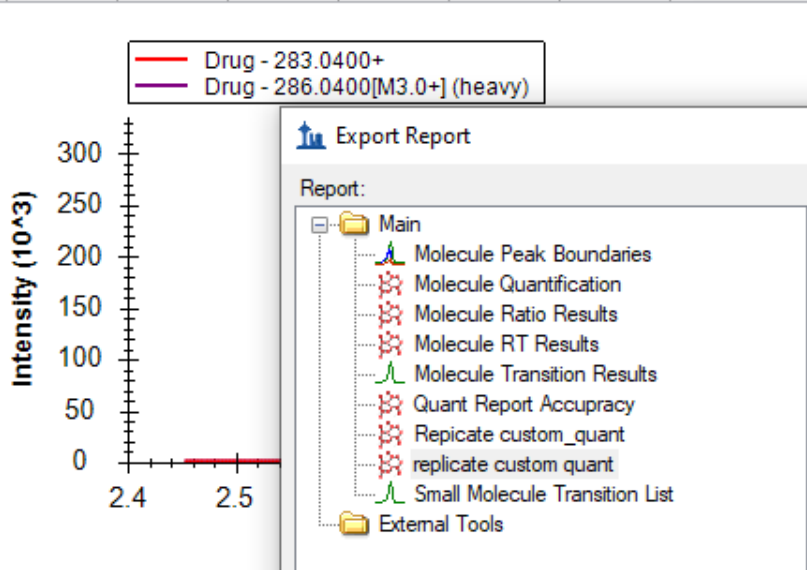 Drug - 283.0400+
Drug - 286.0400[M3.0+] (heavy)
Export Report
Report:
Main
Molecule Peak Boundaries
Molecule Quantification
Molecule Ratio Results
Molecule RT Results
Molecule Transition Results
Quant Report Accupracy
Repicate custom_quant
replicate custom quant
Small Molecule Transition List
External Tools
Intensity (10^3)
300
250
200
150
100
50
0
2.4 2.5